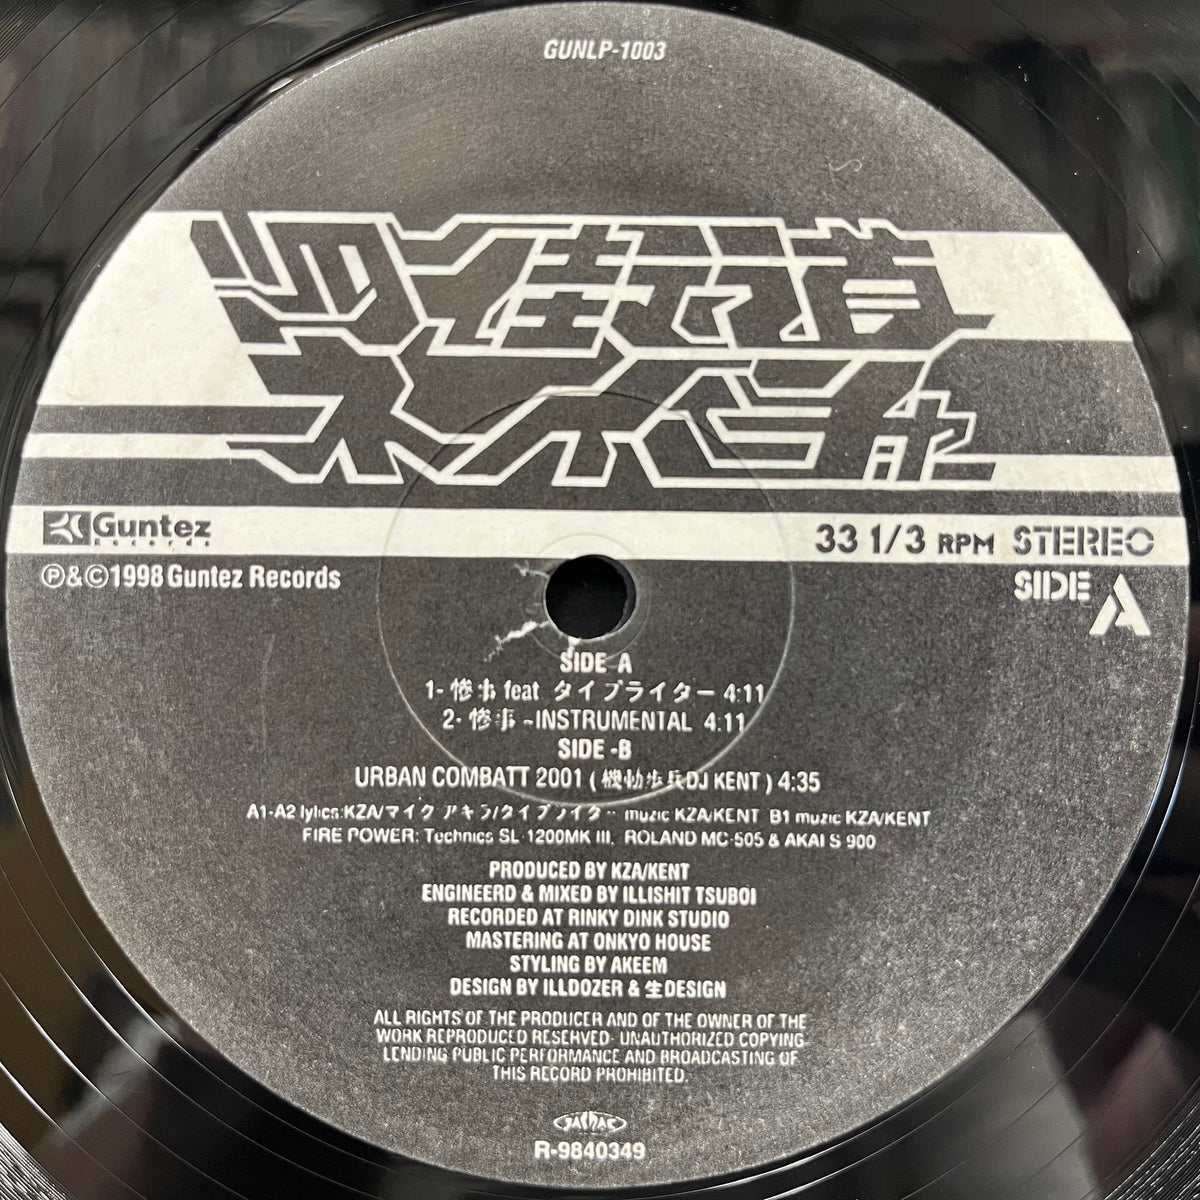 GUNLP-1003
Guntez
records
33 1/3 RPM STEREO
℗&©1998 Guntez Records
SIDE A
SIDE A
1- 惨事 feat タイプライター 4:11
2- 惨事 ~INSTRUMENTAL 4.11
SIDE -B
URBAN COMBATT 2001 ( 機動歩兵DJ KENT ) 4:35
A1-A2 lylics:KZA/マイク アキラ/タイプライター muzic KZA/KENT B1 muzic KZA/KENT
FIRE POWER: Technics SL-1200MK III, ROLAND MC-505 & AKAI S 900
PRODUCED BY KZA/KENT
ENGINEERD & MIXED BY ILLISHIT TSUBOI
RECORDED AT RINKY DINK STUDIO
MASTERING AT ONKYO HOUSE
STYLING BY AKEEM
DESIGN BY ILLDOZER & 生DESIGN
ALL RIGHTS OF THE PRODUCER AND OF THE OWNER OF THE
WORK REPRODUCED RESERVED· UNAUTHORIZED COPYING
LENDING PUBLIC PERFORMANCE AND BROADCASTING OF
THIS RECORD PROHIBITED.
JASRAC
R-9840349